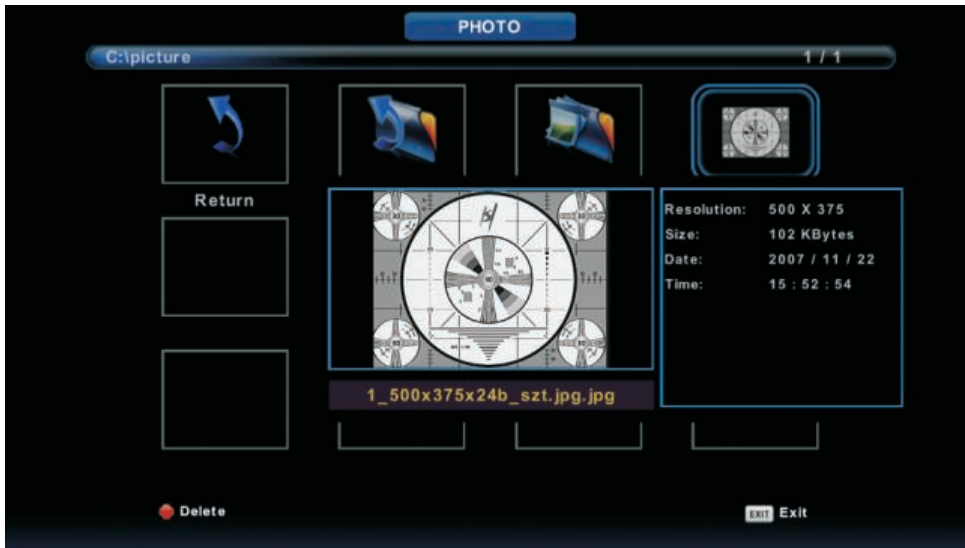 PHOTO
C:\picture 1 / 1
Return
Resolution: 500 X 375
Size: 102 KBytes
Date: 2007 / 11 / 22
Time: 15 : 52 : 54
1_500x375x24b_szt.jpg.jpg
Delete
EXIT Exit